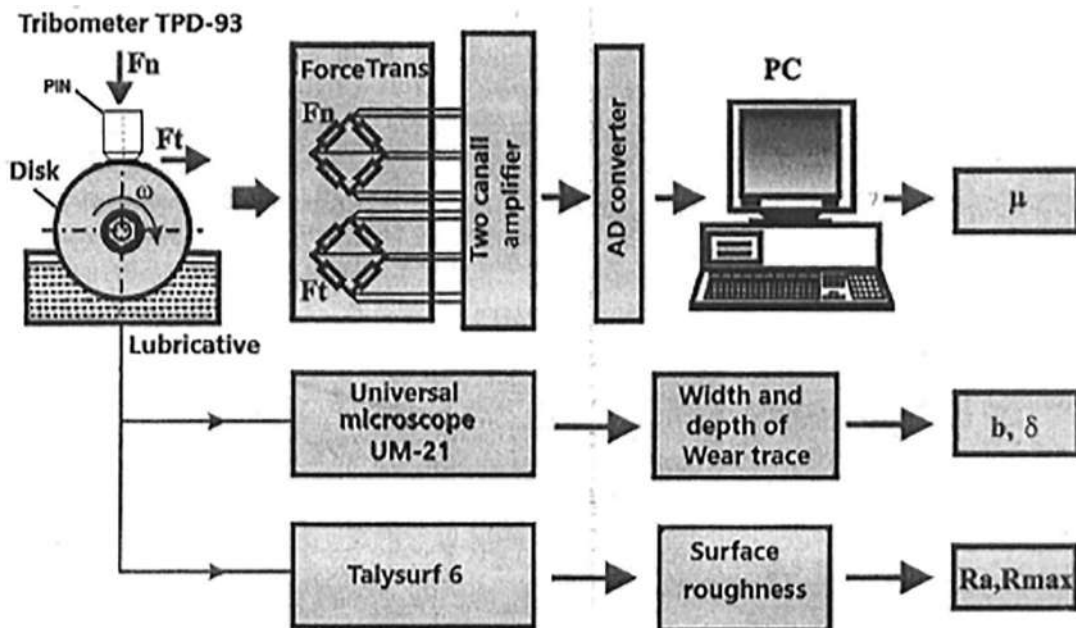 Tribometer TPD-93
Fn
PIN
Ft
Disk
ω
Lubricative
ForceTrans
Fn
Ft
Two canall
amplifier
AD converter
PC
μ
Universal
microscope
UM-21
Width and
depth of
Wear trace
b, δ
Talysurf 6
Surface
roughness
Ra,Rmax